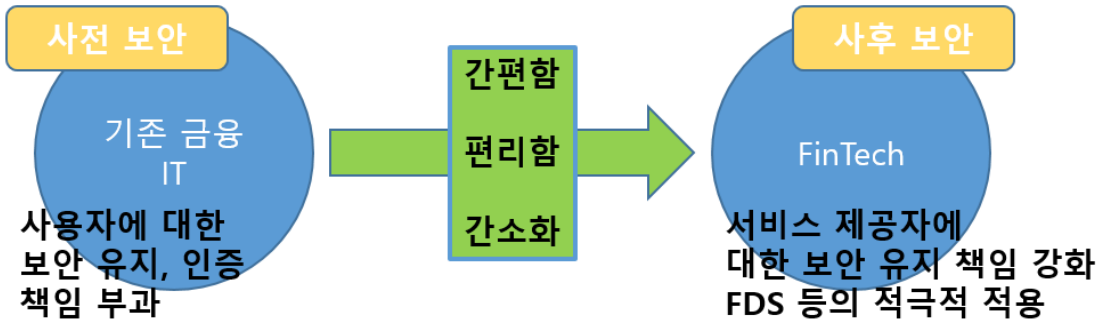 사전 보안
기존 금융
IT
사용자에 대한
보안 유지, 인증
책임 부과
간편함
편리함
간소화
사후 보안
FinTech
서비스 제공자에
대한 보안 유지 책임 강화
FDS 등의 적극적 적용